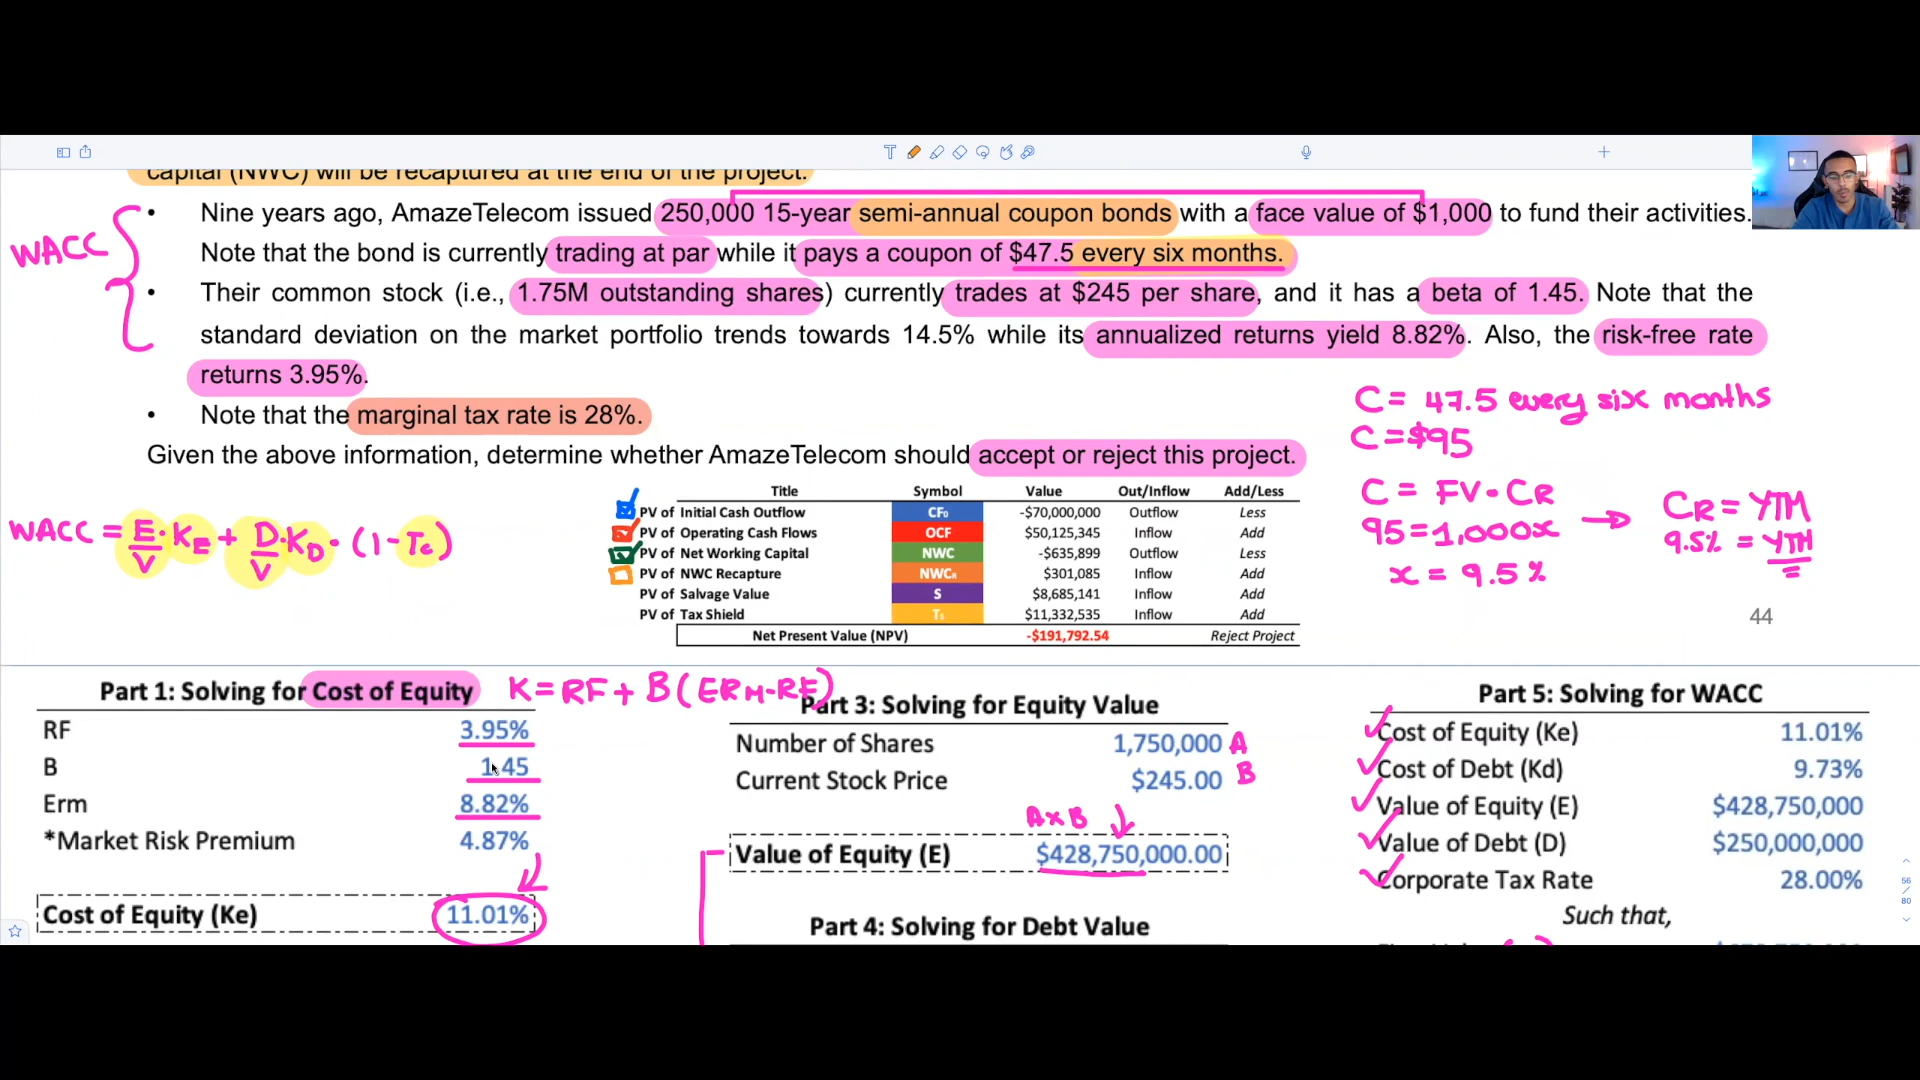 capital (NWC) will be recaptured at the end of the project.
WACC
• Nine years ago, AmazeTelecom issued 250,000 15-year semi-annual coupon bonds with a face value of $1,000 to fund their activities.
Note that the bond is currently trading at par while it pays a coupon of $47.5 every six months.
• Their common stock (i.e., 1.75M outstanding shares) currently trades at $245 per share, and it has a beta of 1.45. Note that the
standard deviation on the market portfolio trends towards 14.5% while its annualized returns yield 8.82%. Also, the risk-free rate
returns 3.95%.
• Note that the marginal tax rate is 28%.
Given the above information, determine whether AmazeTelecom should accept or reject this project.
C = 47.5 every six months
C = $95
C = FV • CR
95 = 1,000x
x = 9.5%
→ CR = YTM
9.5% = YTM
WACC = E/V • KE + D/V • KD • (1 - Tc)
Title Symbol Value Out/Inflow Add/Less
PV of Initial Cash Outflow CF₀ -$70,000,000 Outflow Less
PV of Operating Cash Flows OCF $50,125,345 Inflow Add
PV of Net Working Capital NWC -$635,899 Outflow Less
PV of NWC Recapture NWCR $301,085 Inflow Add
PV of Salvage Value S $8,685,141 Inflow Add
PV of Tax Shield Ts $11,332,535 Inflow Add
Net Present Value (NPV) -$191,792.54 Reject Project
44
Part 1: Solving for Cost of Equity
K = RF + B (ERM - RF)
RF 3.95%
B 1.45
Erm 8.82%
*Market Risk Premium 4.87%
Cost of Equity (Ke) 11.01%
Part 3: Solving for Equity Value
Number of Shares 1,750,000 A
Current Stock Price $245.00 B
A x B
Value of Equity (E) $428,750,000.00
Part 4: Solving for Debt Value
Part 5: Solving for WACC
Cost of Equity (Ke) 11.01%
Cost of Debt (Kd) 9.73%
Value of Equity (E) $428,750,000
Value of Debt (D) $250,000,000
Corporate Tax Rate 28.00%
Such that,
56
/
80